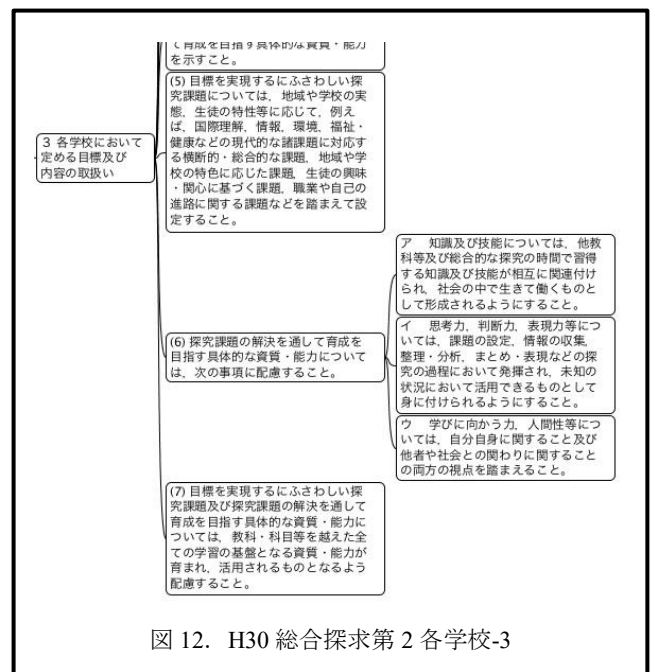 て育成を目指す具体的な資質・能力
を示すこと。
(5) 目標を実現するにふさわしい探
究課題については，地域や学校の実
態，生徒の特性等に応じて，例え
ば，国際理解，情報，環境，福祉・
健康などの現代的な諸課題に対応す
る横断的・総合的な課題，地域や学
校の特色に応じた課題，生徒の興味
・関心に基づく課題，職業や自己の
進路に関する課題などを踏まえて設
定すること。
3 各学校において
定める目標及び
内容の取扱い
(6) 探究課題の解決を通して育成を
目指す具体的な資質・能力について
は，次の事項に配慮すること。
ア　知識及び技能については，他教
科等及び総合的な探究の時間で習得
する知識及び技能が相互に関連付け
られ，社会の中で生きて働くものと
して形成されるようにすること。
イ　思考力，判断力，表現力等につ
いては，課題の設定，情報の収集，
整理・分析，まとめ・表現などの探
究の過程において発揮され，未知の
状況において活用できるものとして
身に付けられるようにすること。
ウ　学びに向かう力，人間性等につ
いては，自分自身に関すること及び
他者や社会との関わりに関すること
の両方の視点を踏まえること。
(7) 目標を実現するにふさわしい探
究課題及び探究課題の解決を通して
育成を目指す具体的な資質・能力に
ついては，教科・科目等を越えた全
ての学習の基盤となる資質・能力が
育まれ，活用されるものとなるよう
配慮すること。
図 12．H30 総合探求第 2 各学校-3